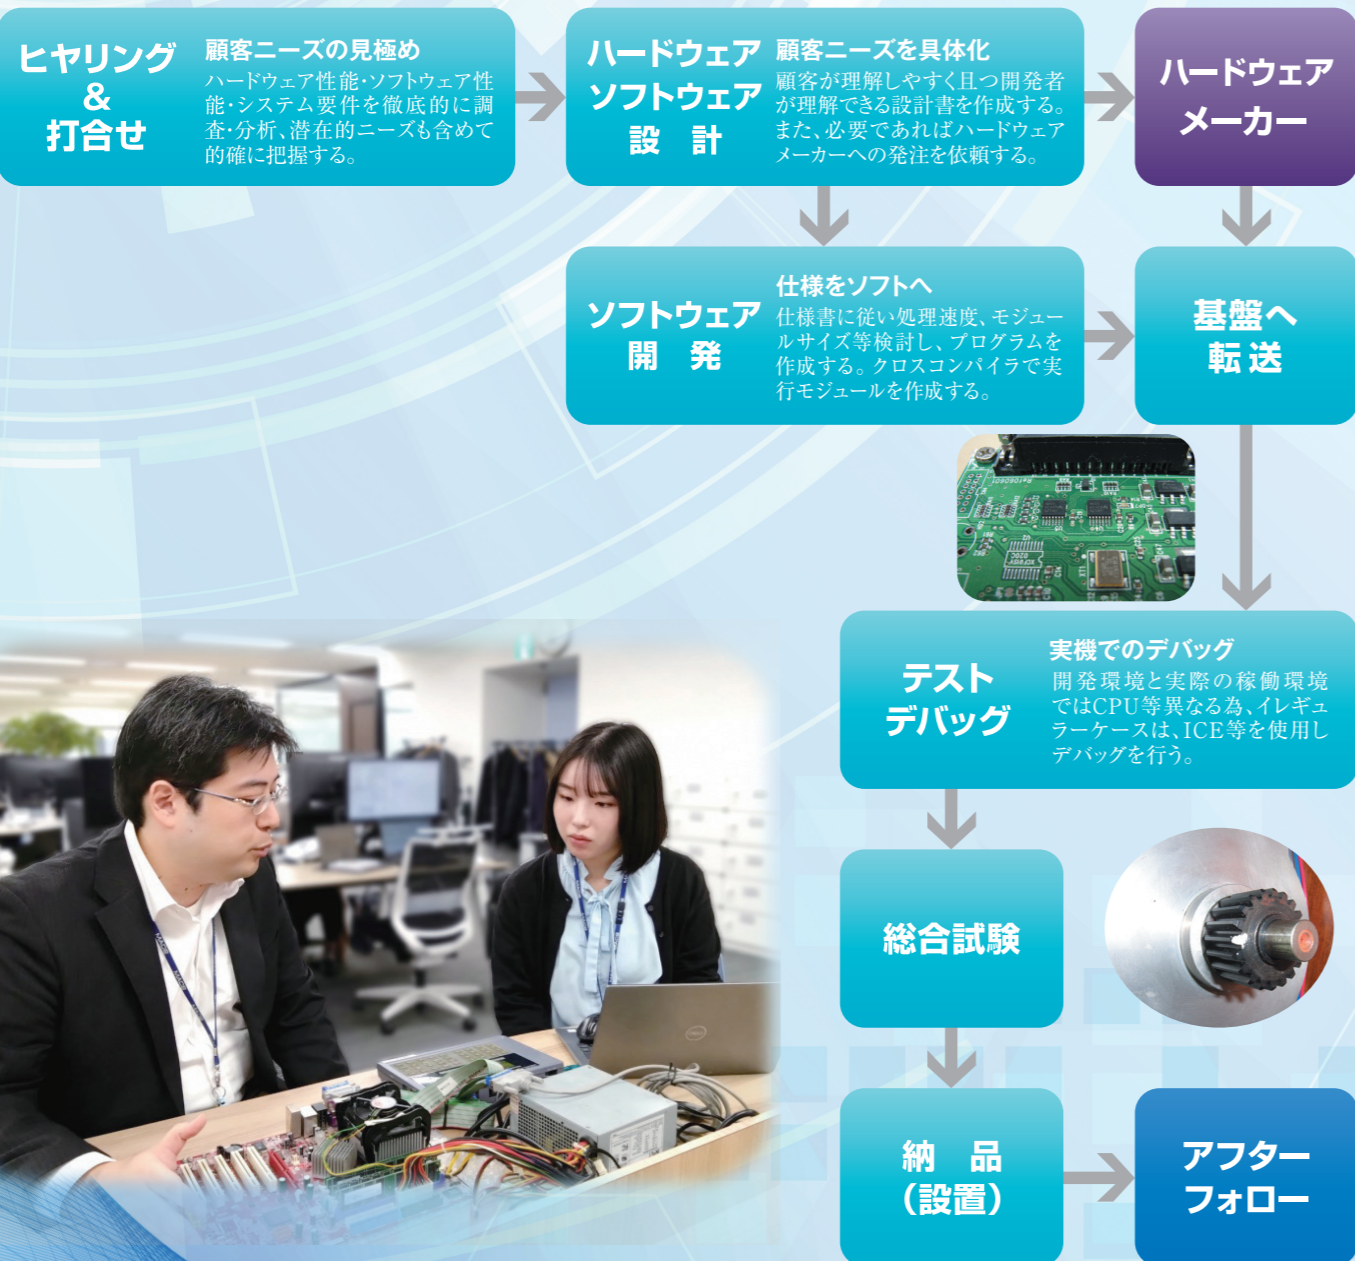 ヒヤリング
&
打合せ
顧客ニーズの見極め
ハードウェア性能・ソフトウェア性
能・システム要件を徹底的に調
査・分析、潜在的ニーズも含めて
的確に把握する。
ハードウェア
ソフトウェア
設　計
顧客ニーズを具体化
顧客が理解しやすく且つ開発者
が理解できる設計書を作成する。
また、必要であればハードウェア
メーカーへの発注を依頼する。
ハードウェア
メーカー
ソフトウェア
開　発
仕様をソフトへ
仕様書に従い処理速度、モジュー
ルサイズ等検討し、プログラムを
作成する。クロスコンパイラで実
行モジュールを作成する。
基盤へ
転送
テスト
デバッグ
実機でのデバッグ
開発環境と実際の稼働環境
ではCPU等異なる為、イレギュ
ラーケースは、ICE等を使用し
デバッグを行う。
総合試験
納　品
（設置）
アフター
フォロー